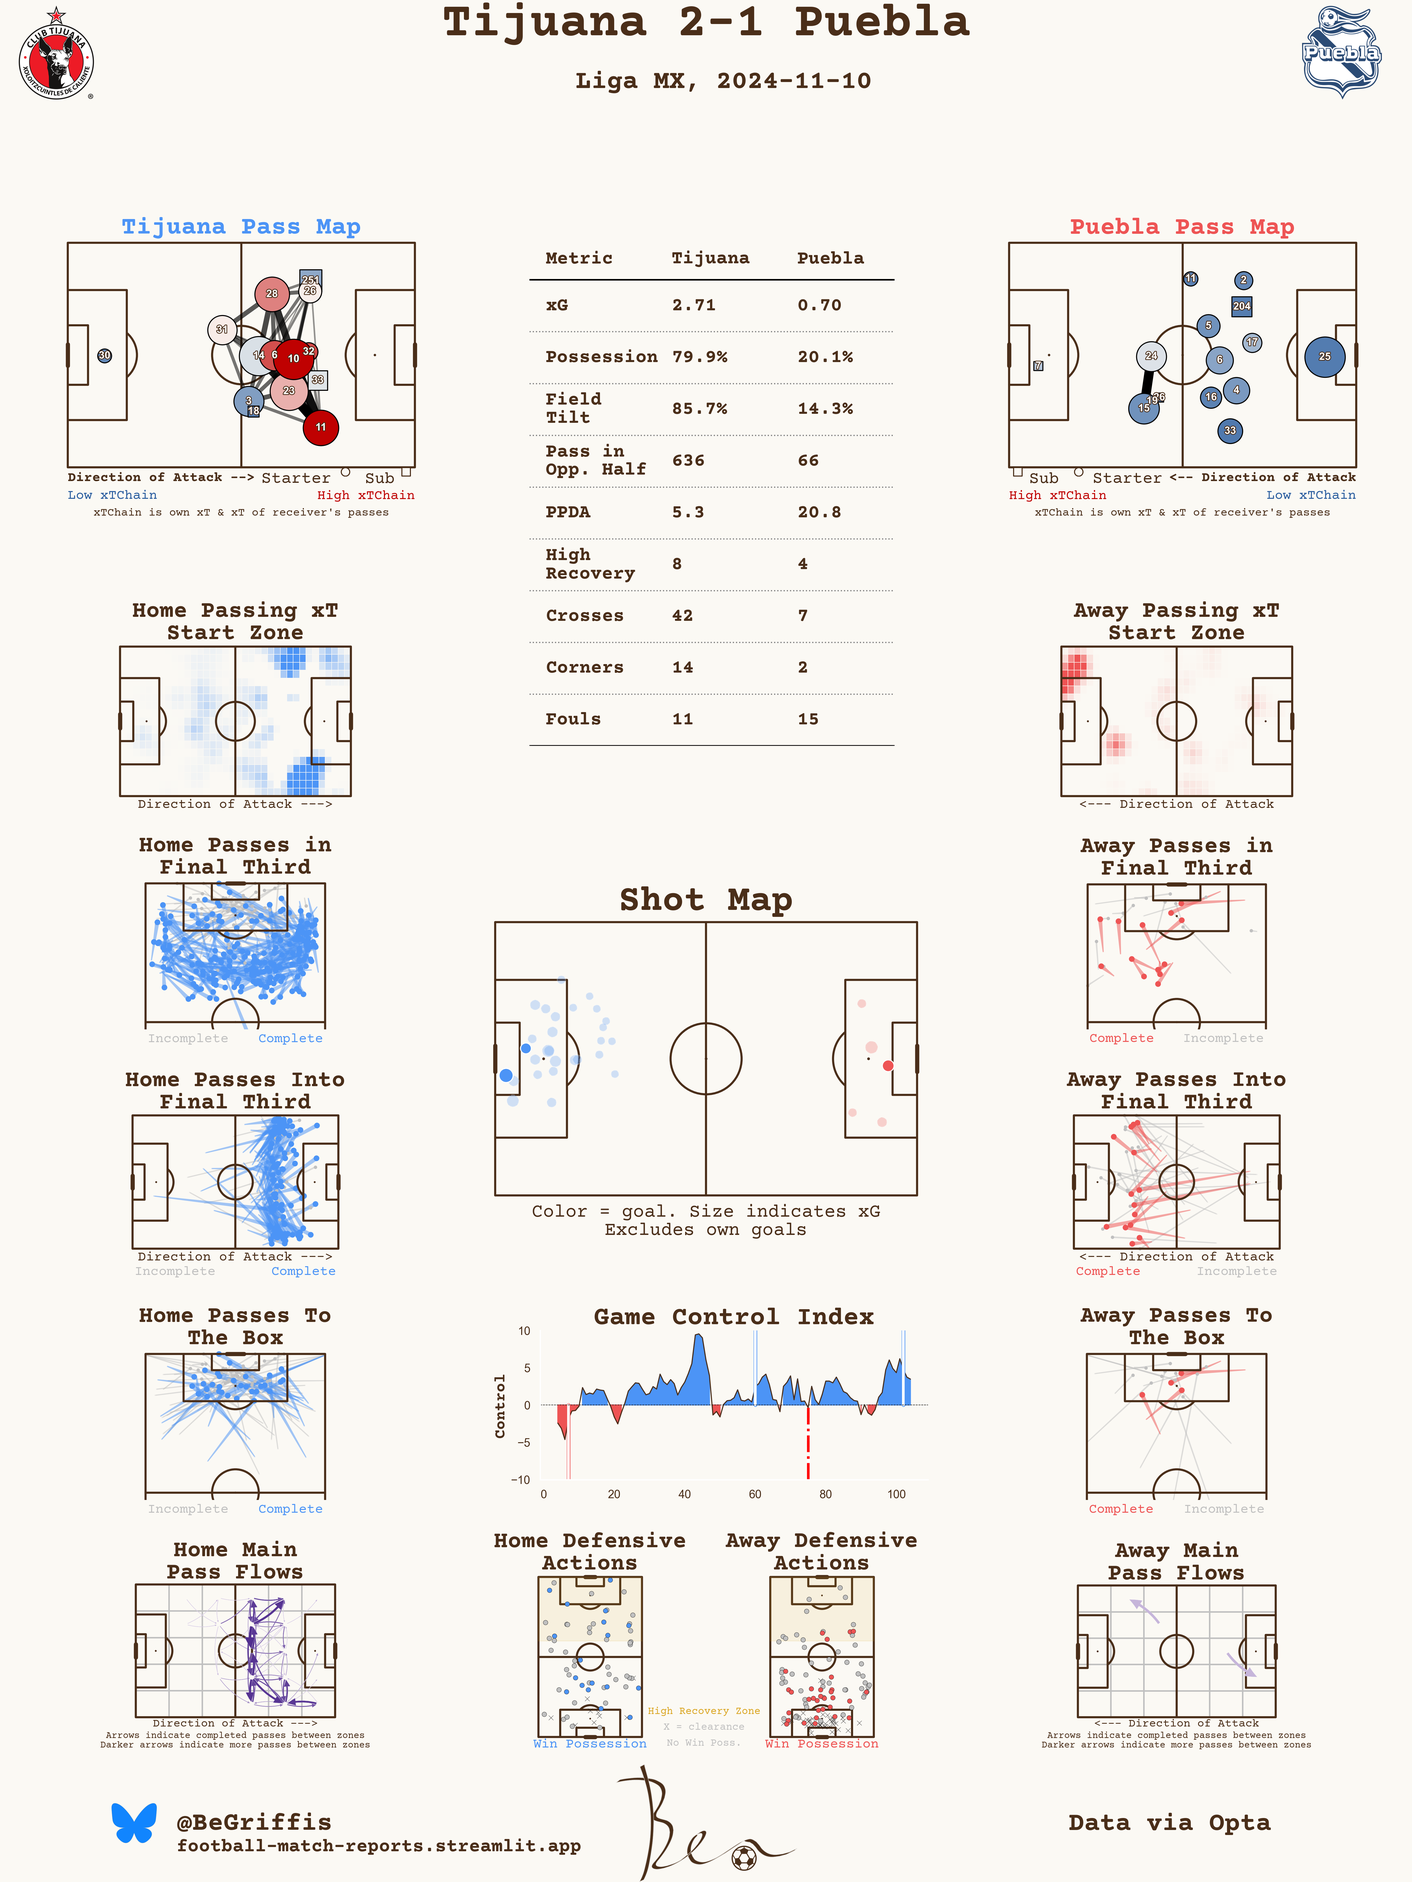 Tijuana 2-1 Puebla
Liga MX, 2024-11-10
CLUB TIJUANA
XOLOITZCUINTLES DE CALIENTE
®
Puebla
Tijuana Pass Map
251
28
26
31
30
14
6
10
32
33
23
3
18
11
Direction of Attack --> Starter Sub
Low xTChain High xTChain
xTChain is own xT & xT of receiver's passes
Metric Tijuana Puebla
xG 2.71 0.70
Possession 79.9% 20.1%
Field
Tilt 85.7% 14.3%
Pass in
Opp. Half 636 66
PPDA 5.3 20.8
High
Recovery 8 4
Crosses 42 7
Corners 14 2
Fouls 11 15
Puebla Pass Map
11
2
204
5
17
24
6
25
7
4
16
19
15
33
Sub Starter <-- Direction of Attack
High xTChain Low xTChain
xTChain is own xT & xT of receiver's passes
Home Passing xT
Start Zone
Direction of Attack --->
Away Passing xT
Start Zone
<--- Direction of Attack
Home Passes in
Final Third
Incomplete Complete
Away Passes in
Final Third
Complete Incomplete
Shot Map
Color = goal. Size indicates xG
Excludes own goals
Home Passes Into
Final Third
Direction of Attack --->
Incomplete Complete
Away Passes Into
Final Third
<--- Direction of Attack
Complete Incomplete
Home Passes To
The Box
Incomplete Complete
Game Control Index
Control
10
5
0
−5
−10
0 20 40 60 80 100
Away Passes To
The Box
Complete Incomplete
Home Main
Pass Flows
Direction of Attack --->
Arrows indicate completed passes between zones
Darker arrows indicate more passes between zones
Home Defensive
Actions
Win Possession
High Recovery Zone
X = clearance
No Win Poss.
Away Defensive
Actions
Win Possession
Away Main
Pass Flows
<--- Direction of Attack
Arrows indicate completed passes between zones
Darker arrows indicate more passes between zones
@BeGriffis
football-match-reports.streamlit.app
Ben
Data via Opta